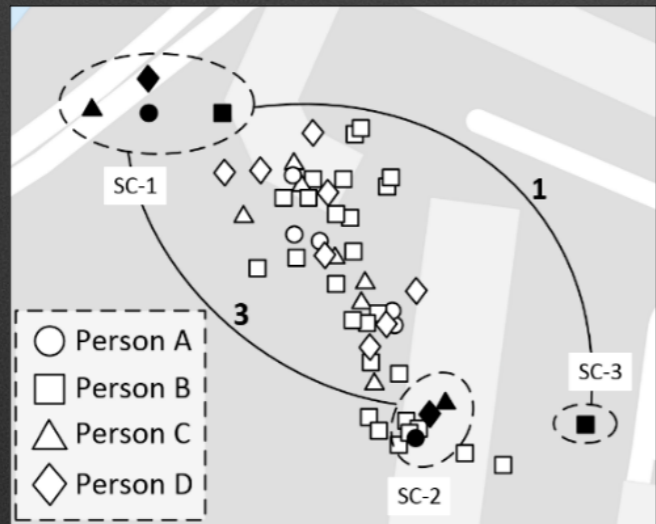 SC-1
1
3
SC-3
Person A
Person B
Person C
Person D
SC-2